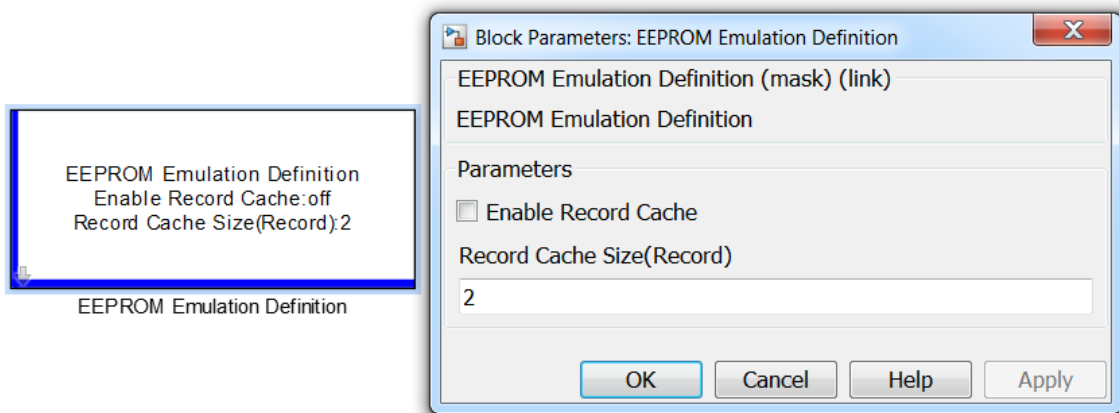 EEPROM Emulation Definition
Enable Record Cache:off
Record Cache Size(Record):2
EEPROM Emulation Definition
Block Parameters: EEPROM Emulation Definition
EEPROM Emulation Definition (mask) (link)
EEPROM Emulation Definition
Parameters
Enable Record Cache
Record Cache Size(Record)
2
OK Cancel Help Apply